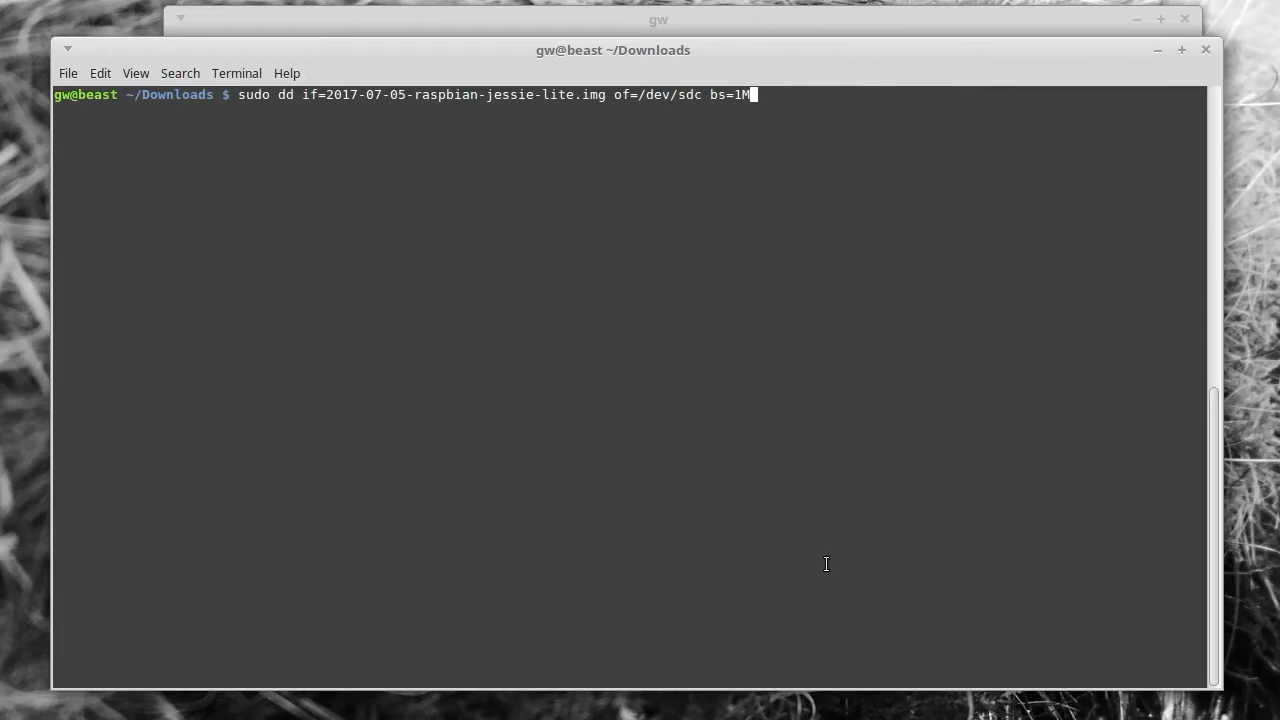 gw
gw@beast ~/Downloads
File Edit View Search Terminal Help
gw@beast ~/Downloads $ sudo dd if=2017-07-05-raspbian-jessie-lite.img of=/dev/sdc bs=1M